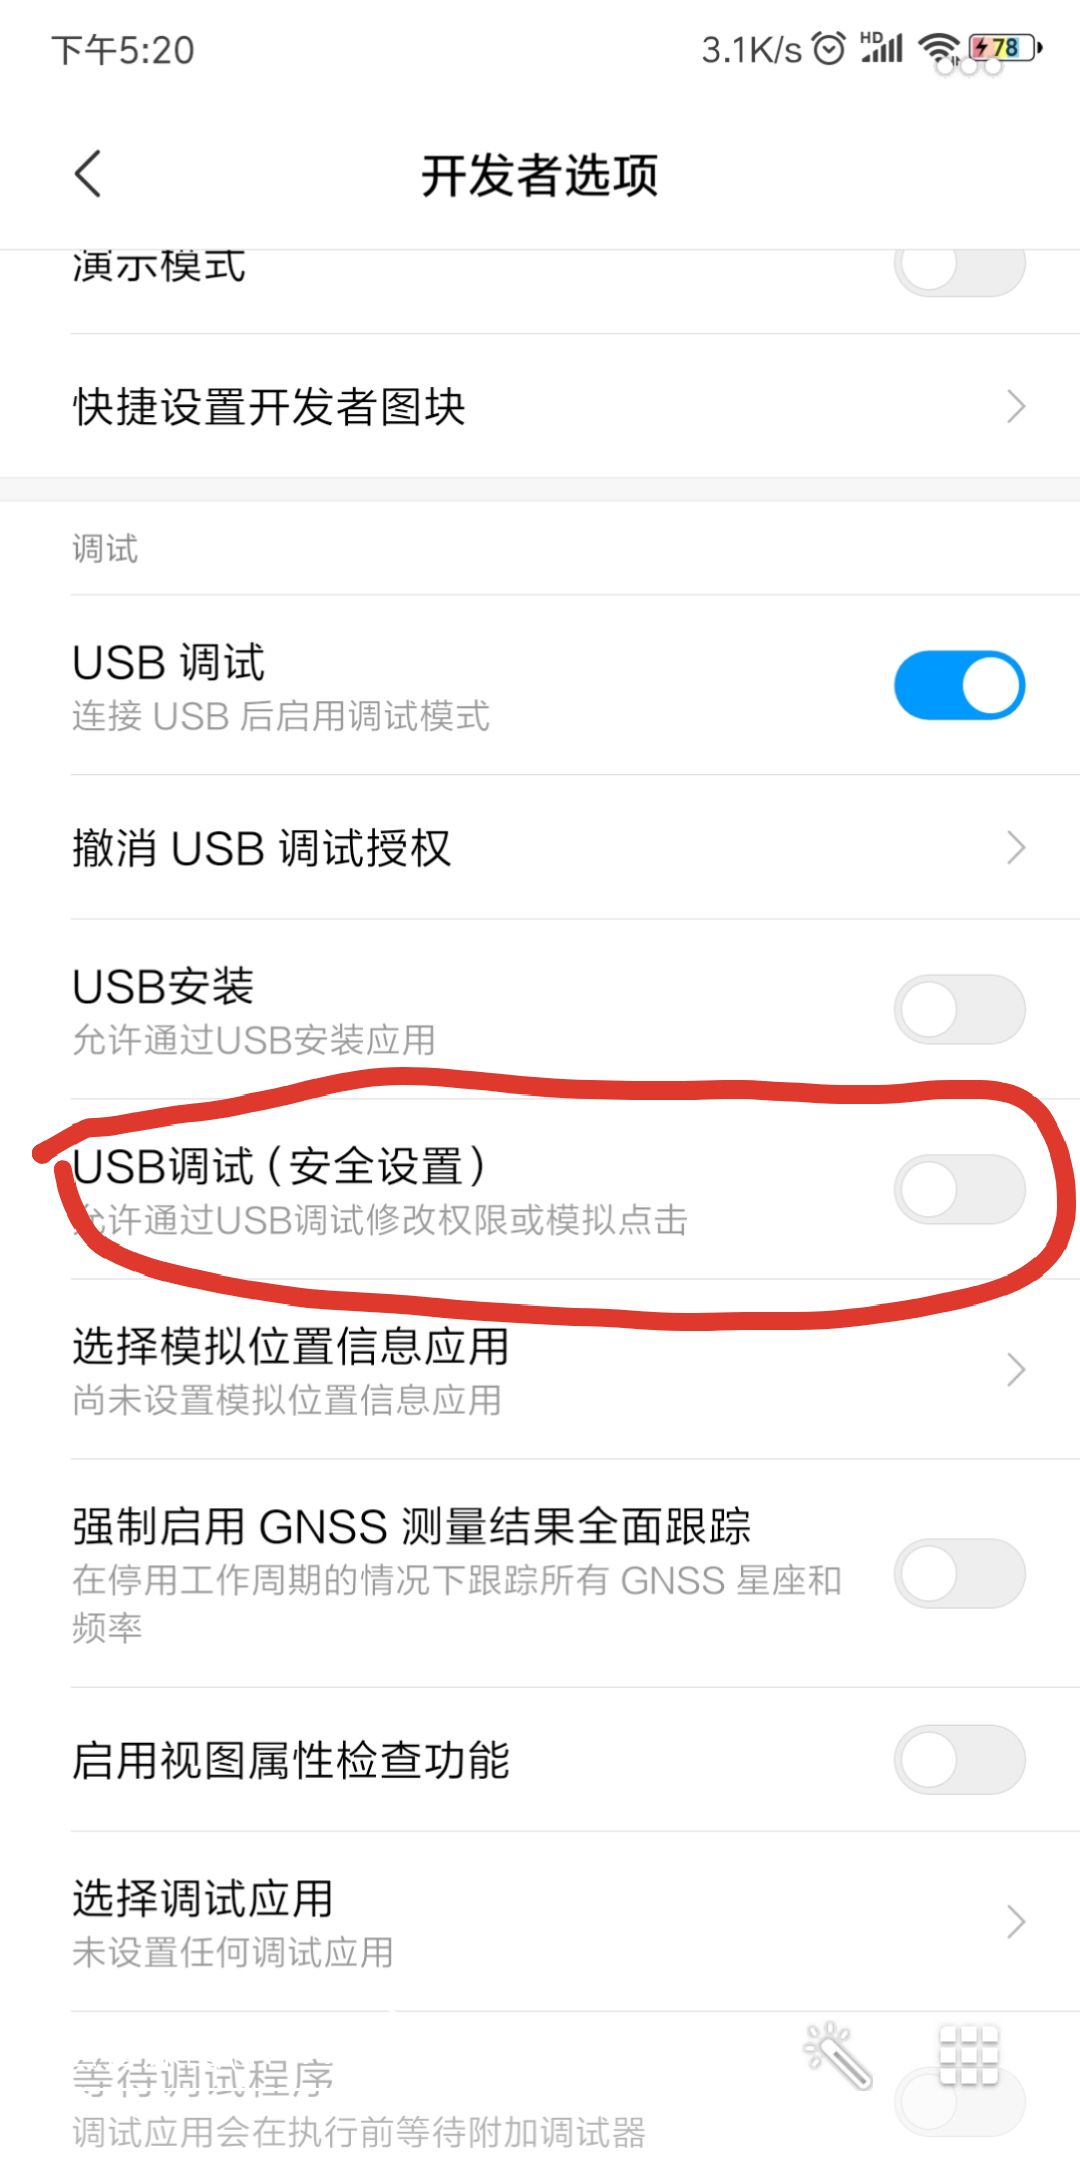 下午5:20
3.1K/s
HD
78
开发者选项
演示模式
快捷设置开发者图块
调试
USB 调试
连接 USB 后启用调试模式
撤消 USB 调试授权
USB安装
允许通过USB安装应用
USB调试（安全设置）
允许通过USB调试修改权限或模拟点击
选择模拟位置信息应用
尚未设置模拟位置信息应用
强制启用 GNSS 测量结果全面跟踪
在停用工作周期的情况下跟踪所有 GNSS 星座和
频率
启用视图属性检查功能
选择调试应用
未设置任何调试应用
等待调试程序
调试应用会在执行前等待附加调试器